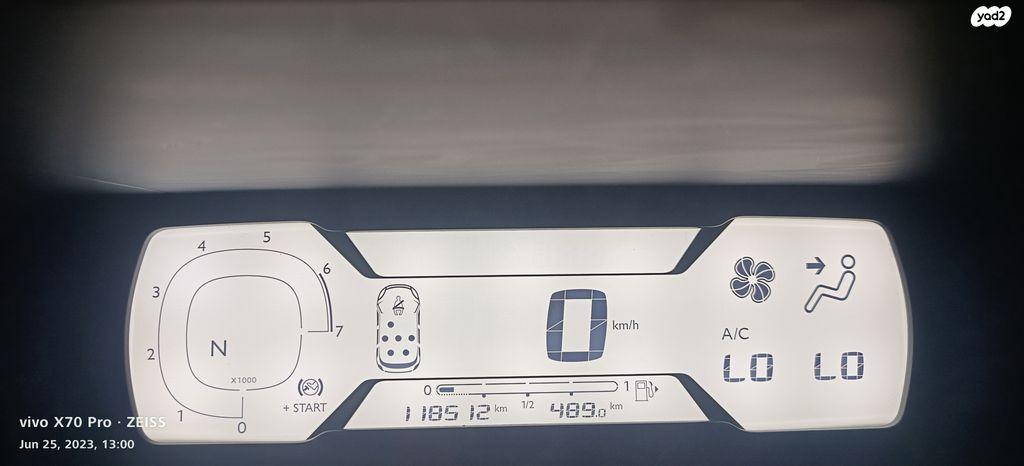 yad2
4
5
3
6
2
7
1
0
N
X1000
+ START
0
km/h
A/C
LO
LO
0
1/2
1
118512 km
489.0 km
vivo X70 Pro · ZEISS
Jun 25, 2023, 13:00